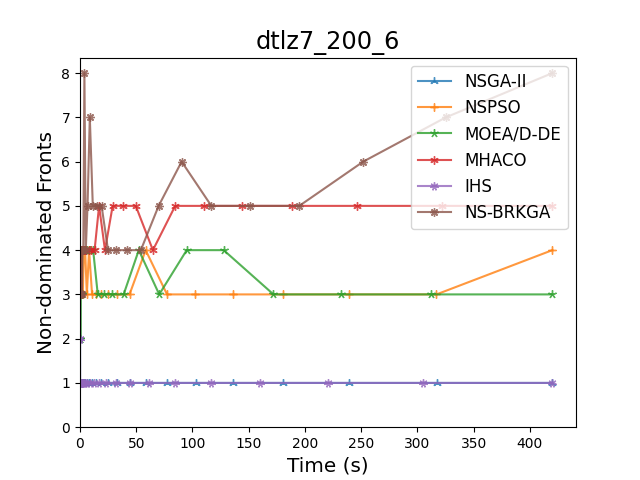 dtlz7_200_6
Non-dominated Fronts
8
7
6
5
4
3
2
1
0
0 50 100 150 200 250 300 350 400
Time (s)
NSGA-II
NSPSO
MOEA/D-DE
MHACO
IHS
NS-BRKGA